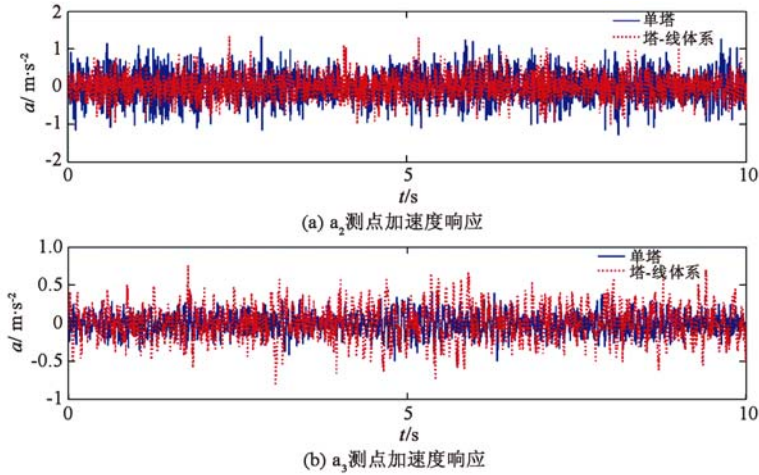 2
1
0
-1
-2
a/ m·s⁻²
单塔
塔-线体系
0
5
10
t/s
(a) a₂测点加速度响应
1.0
0.5
0
-0.5
-1
a/ m·s⁻²
单塔
塔-线体系
0
5
10
t/s
(b) a₃测点加速度响应